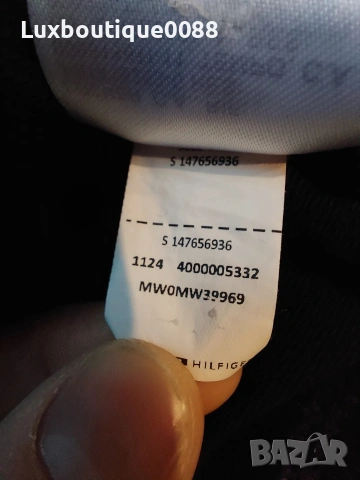 Luxboutique0088
S 147656936
S 147656936
1124 4000005332
MW0MW39969
HILFIGE
BAZAR